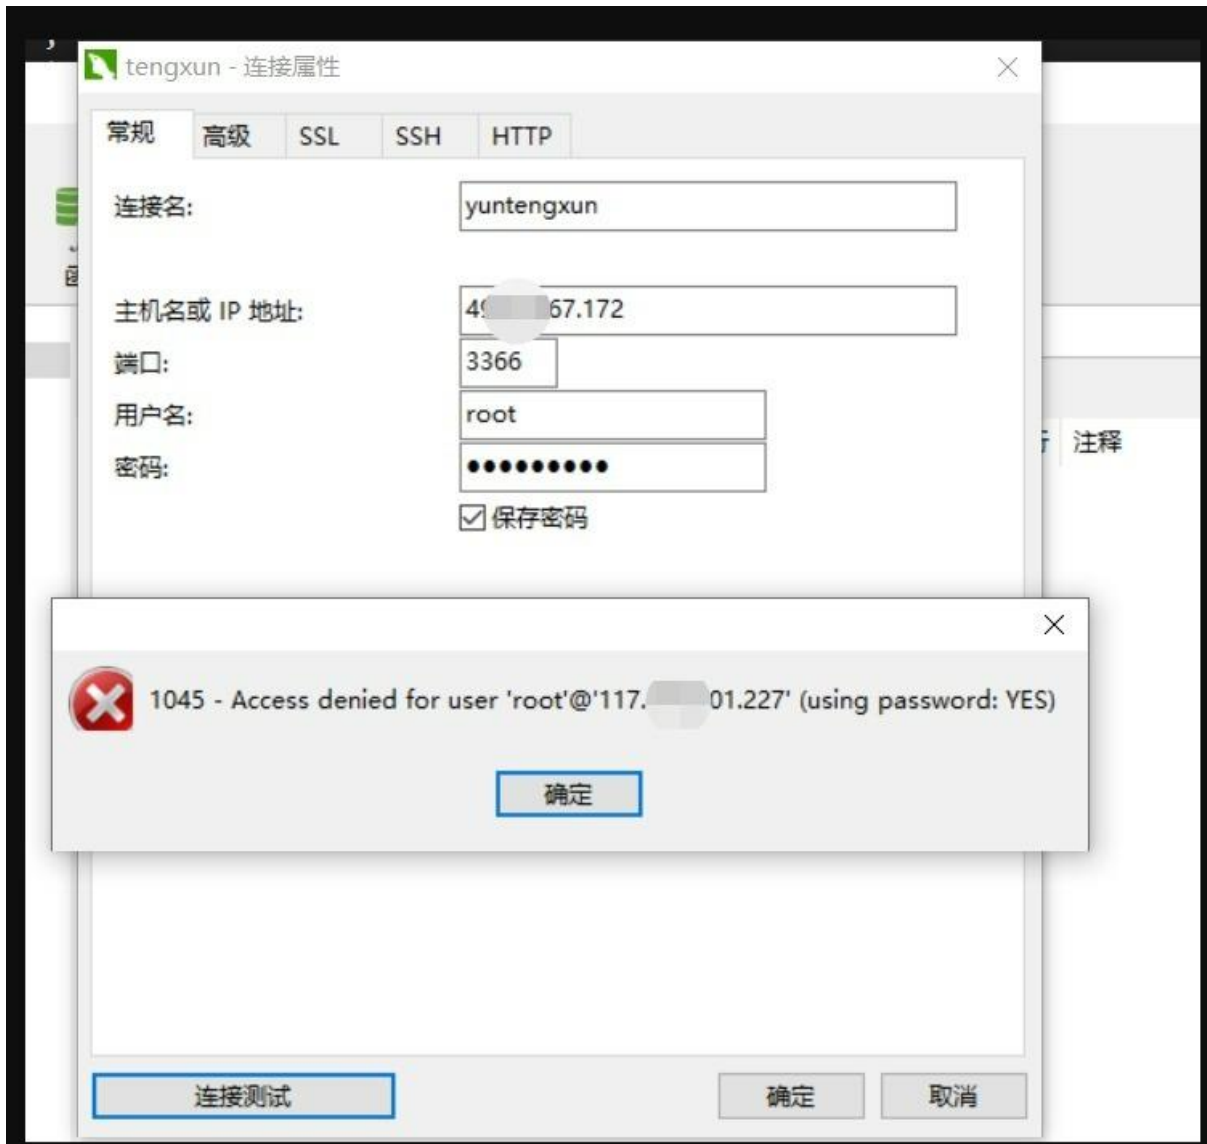 tengxun - 连接属性
常规 高级 SSL SSH HTTP
连接名: yuntengxun
主机名或 IP 地址: 49 67.172
端口: 3366
用户名: root
密码: ●●●●●●●●●
保存密码
注释
1045 - Access denied for user 'root'@'117. 01.227' (using password: YES)
确定
连接测试 确定 取消